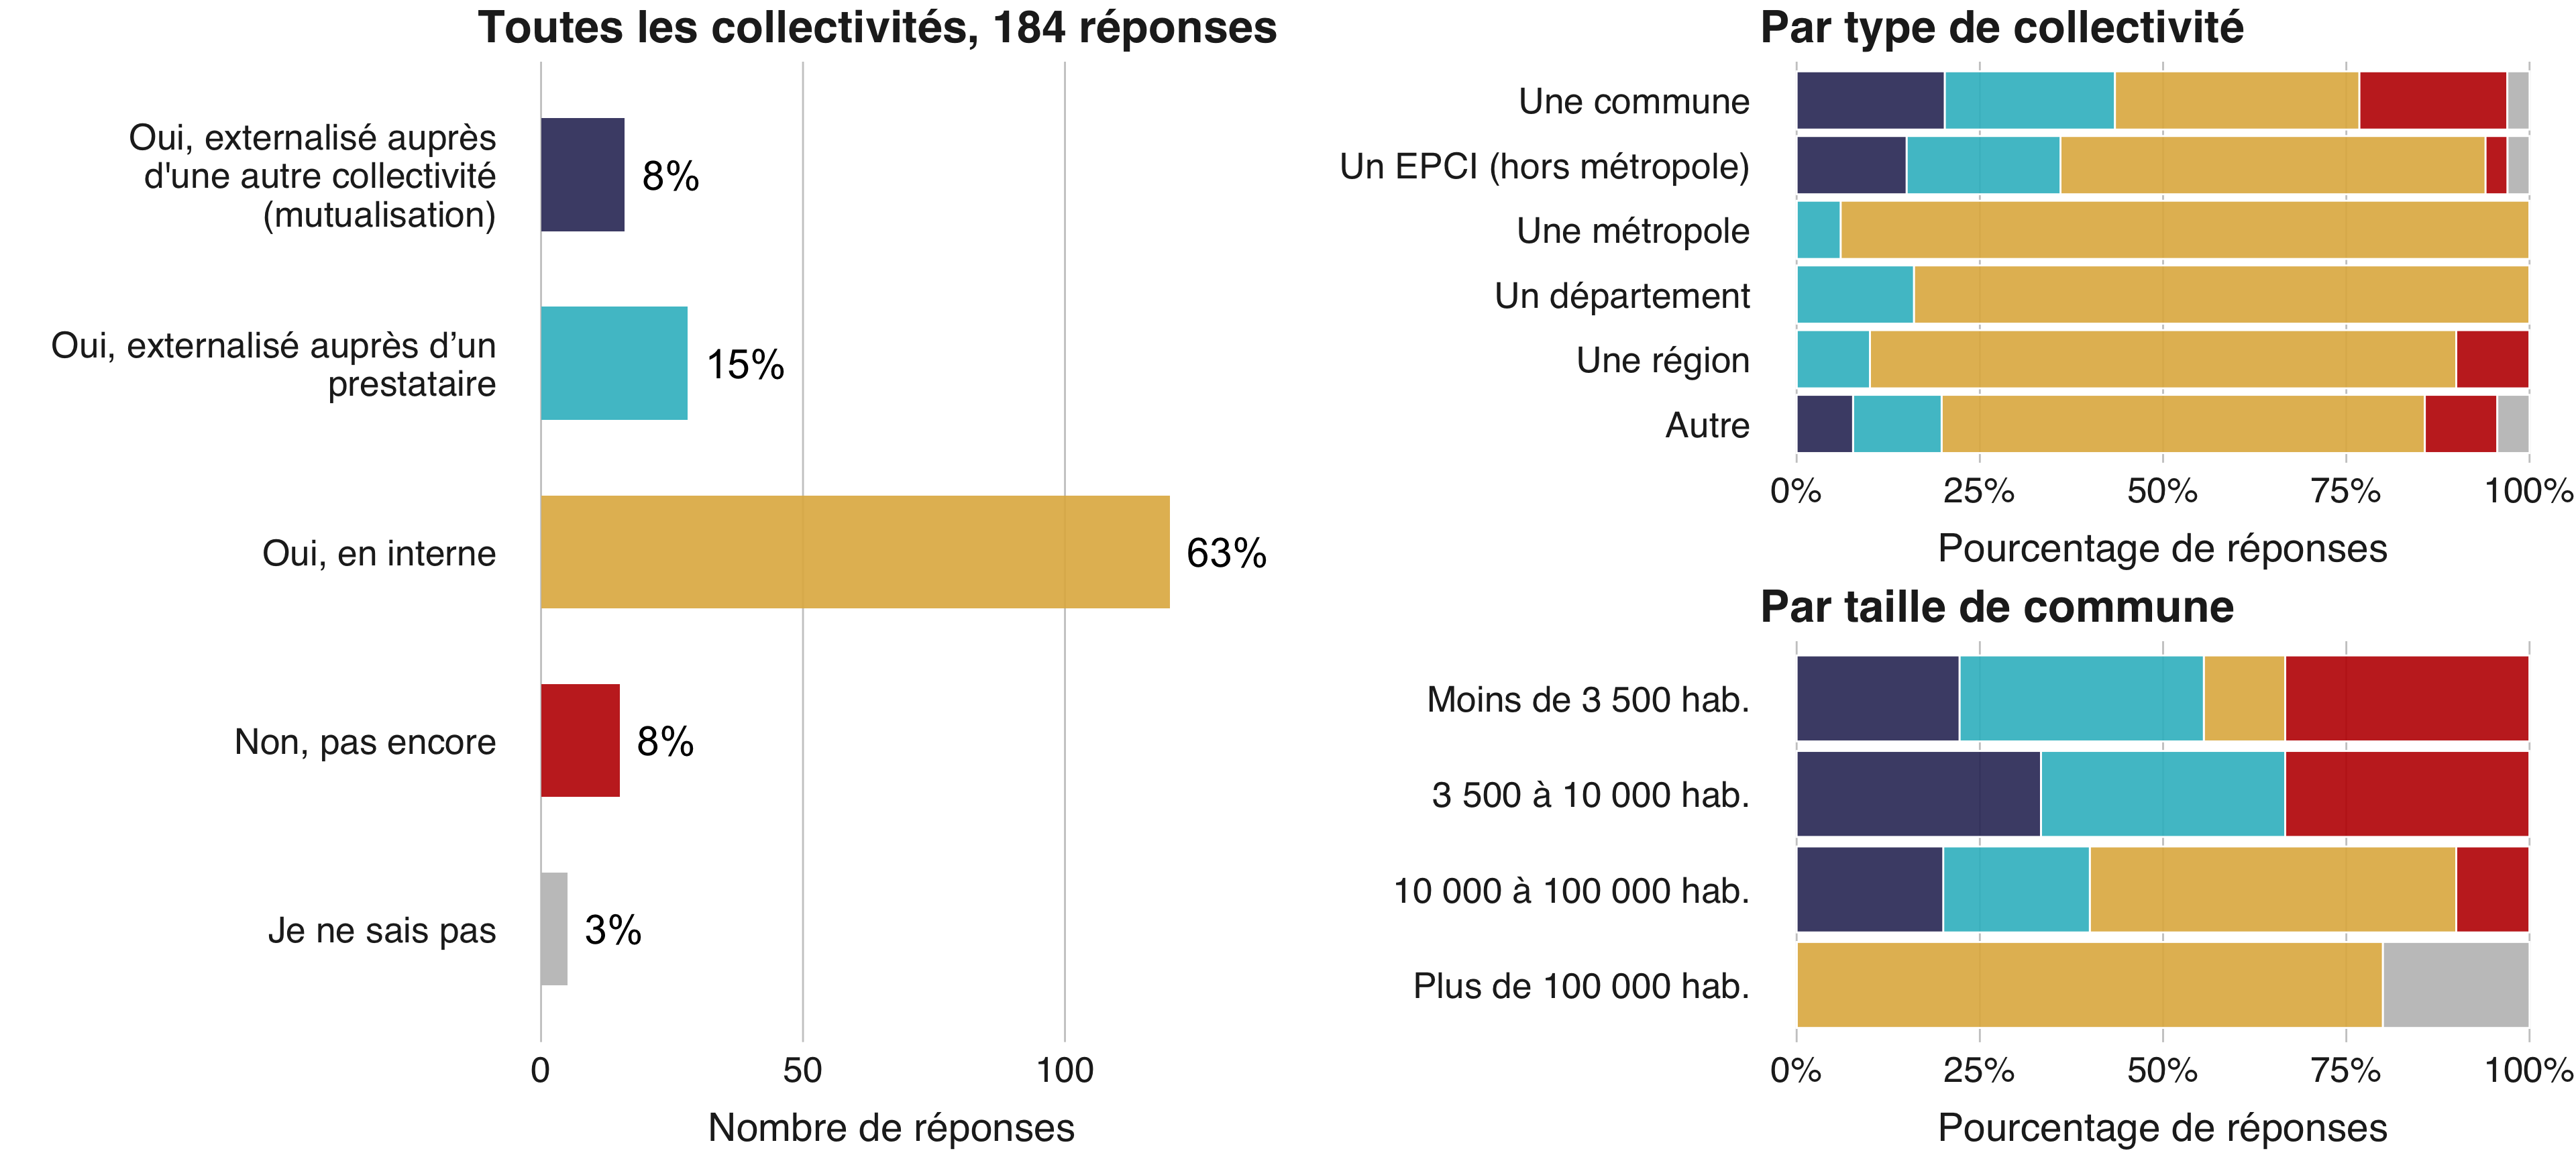 Toutes les collectivités, 184 réponses
Oui, externalisé auprès
d'une autre collectivité
(mutualisation)
8%
Oui, externalisé auprès d’un
prestataire
15%
Oui, en interne
63%
Non, pas encore
8%
Je ne sais pas
3%
0 50 100
Nombre de réponses
Par type de collectivité
Une commune
Un EPCI (hors métropole)
Une métropole
Un département
Une région
Autre
0% 25% 50% 75% 100%
Pourcentage de réponses
Par taille de commune
Moins de 3 500 hab.
3 500 à 10 000 hab.
10 000 à 100 000 hab.
Plus de 100 000 hab.
0% 25% 50% 75% 100%
Pourcentage de réponses